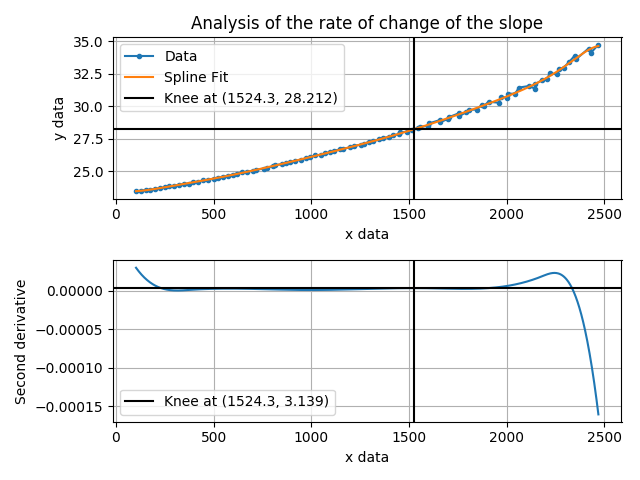 Analysis of the rate of change of the slope
35.0
32.5
30.0
27.5
25.0
y data
Data
Spline Fit
Knee at (1524.3, 28.212)
0 500 1000 1500 2000 2500
x data
0.00000
−0.00005
−0.00010
−0.00015
Second derivative
Knee at (1524.3, 3.139)
0 500 1000 1500 2000 2500
x data